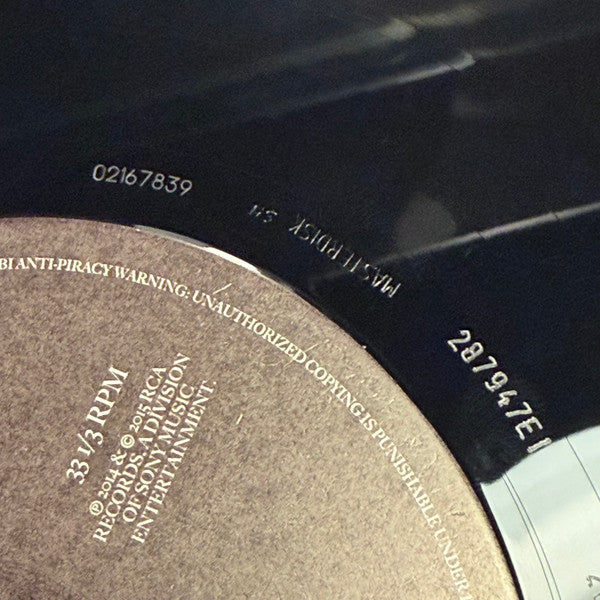 02167839
MASTERDISK SM
287947E1
BI ANTI-PIRACY WARNING: UNAUTHORIZED COPYING IS PUNISHABLE UNDER
33 1/3 RPM
℗ 2014 & © 2015 RCA
RECORDS, A DIVISION
OF SONY MUSIC
ENTERTAINMENT.